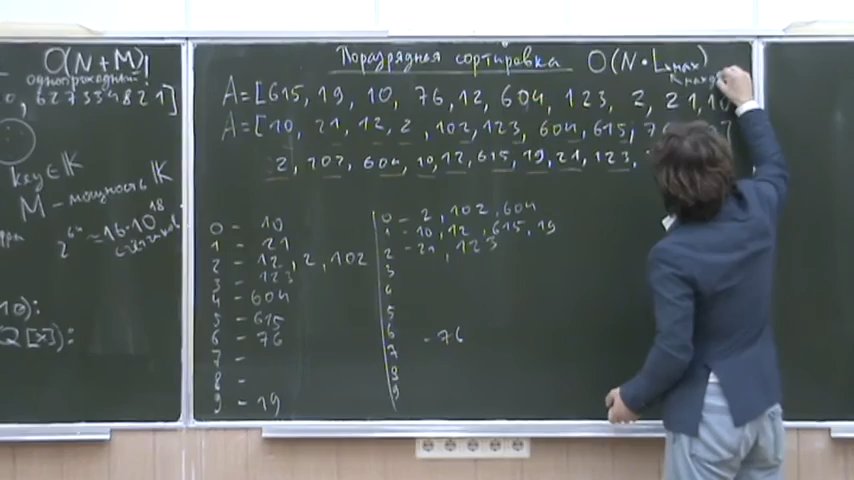 O(N+M)!
однопроходный
0, 6 2 7 3 3 4 8 2 1]
key ∈ K
M - мощность K
2^64 ≈ 16·10^18
счётчиков
10):
Q[x]):
Поразрядная сортировка O(N·Lmax)
A=[615, 19, 10, 76, 12, 604, 123, 2, 21, 10
A=[10, 21, 12, 2, 102, 123, 604, 615, 76
2, 102, 604, 10, 12, 615, 19, 21, 123,
0 - 10
1 - 21
2 - 12, 2, 102
3 - 123
4 - 604
5 - 615
6 - 76
7 -
8 -
9 - 19
0 - 2, 102, 604
1 - 10, 12, 615, 19
2 - 21, 123
3
4
5
6
7 - 76
8
9